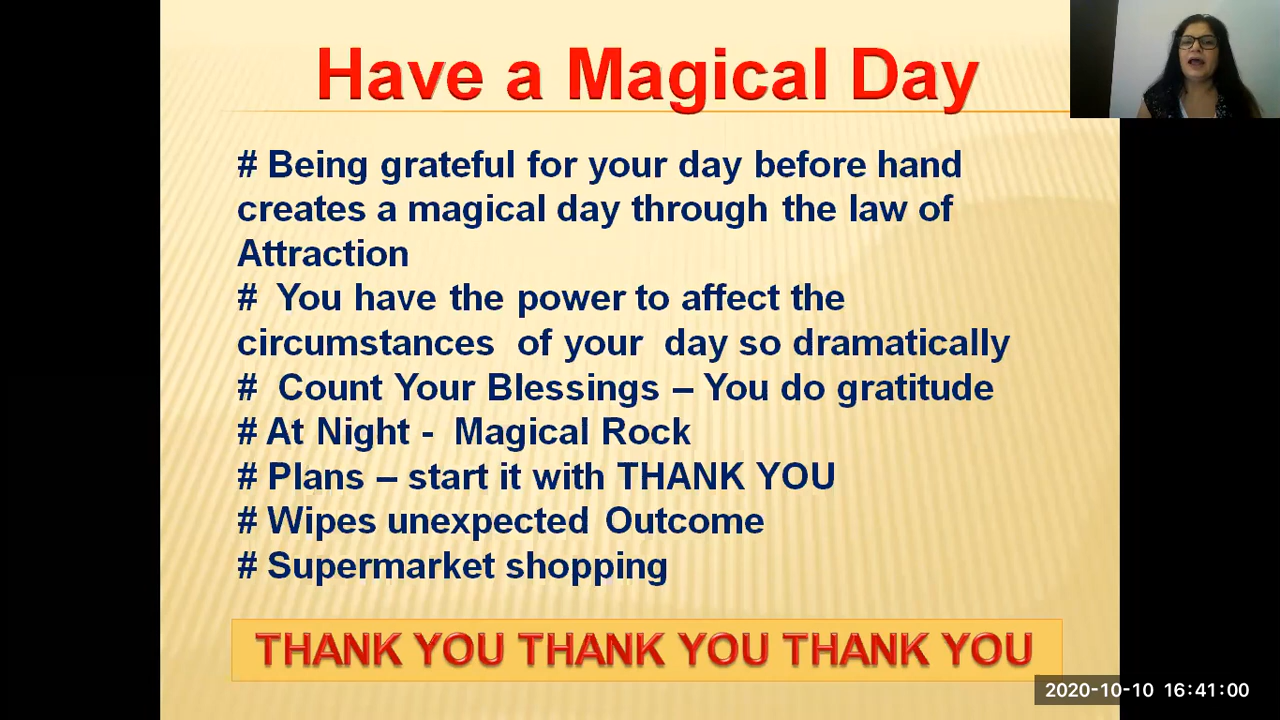 Have a Magical Day
# Being grateful for your day before hand
creates a magical day through the law of
Attraction
# You have the power to affect the
circumstances of your day so dramatically
# Count Your Blessings – You do gratitude
# At Night - Magical Rock
# Plans – start it with THANK YOU
# Wipes unexpected Outcome
# Supermarket shopping
THANK YOU THANK YOU THANK YOU
2020-10-10 16:41:00